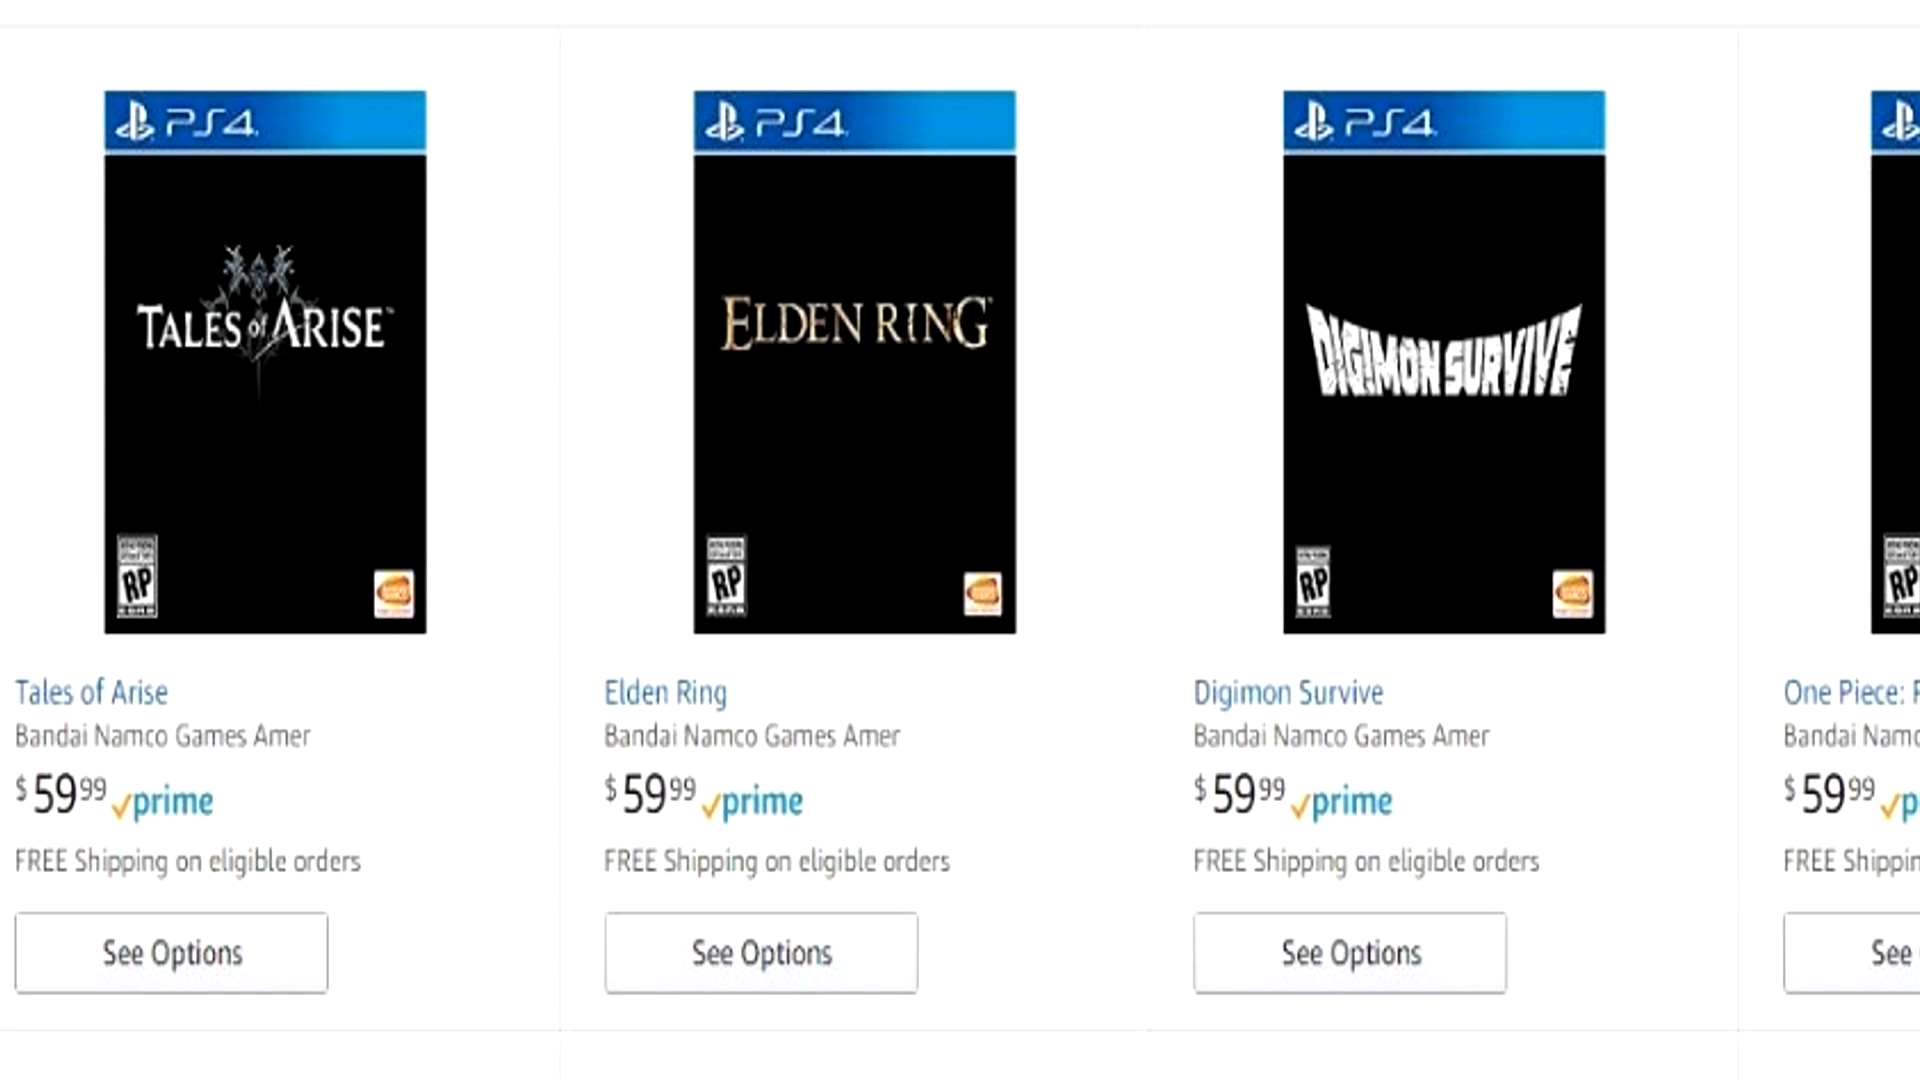 PS4
TALES of ARISE
RP
Tales of Arise
Bandai Namco Games Amer
$59 99 prime
FREE Shipping on eligible orders
See Options
PS4
ELDEN RING
RP
Elden Ring
Bandai Namco Games Amer
$59 99 prime
FREE Shipping on eligible orders
See Options
PS4
DIGIMON SURVIVE
RP
Digimon Survive
Bandai Namco Games Amer
$59 99 prime
FREE Shipping on eligible orders
See Options
RP
One Piece:
Bandai
$59 99
FREE
See